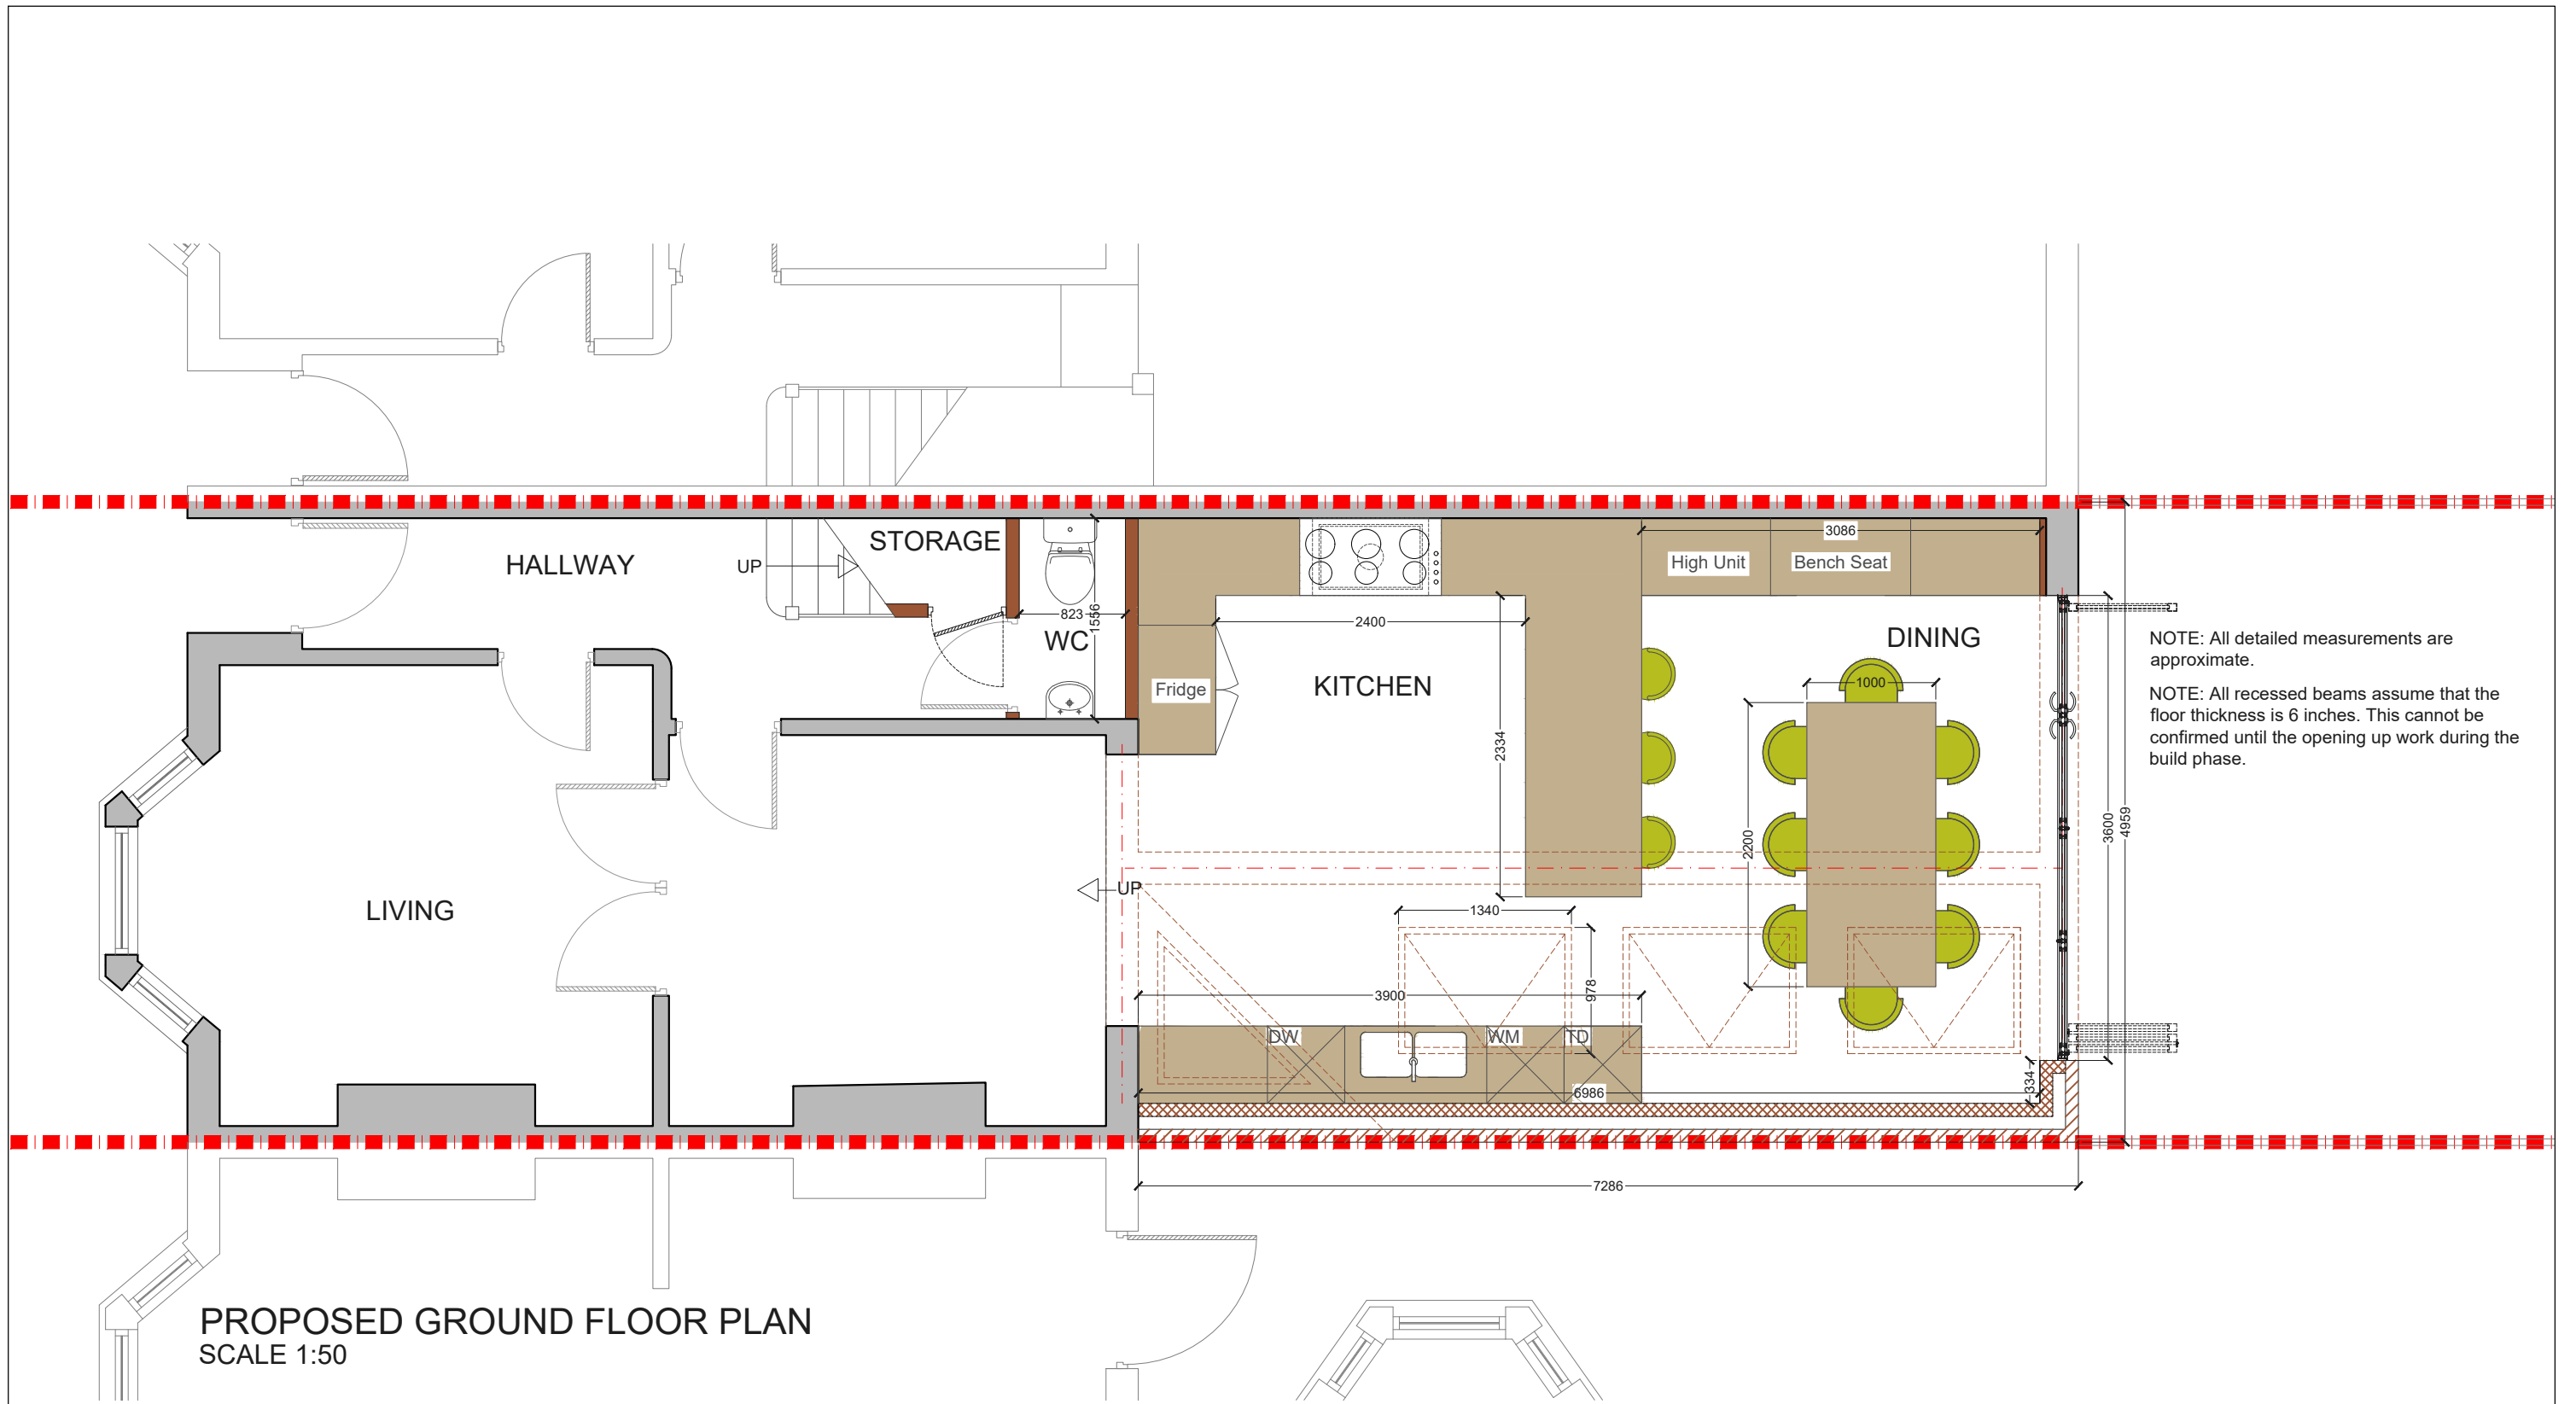 STORAGE
HALLWAY
UP
823
1556
WC
3086
High Unit
Bench Seat
2400
Fridge
KITCHEN
2334
DINING
1000
2200
3600
4959
NOTE: All detailed measurements are
approximate.
NOTE: All recessed beams assume that the
floor thickness is 6 inches. This cannot be
confirmed until the opening up work during the
build phase.
LIVING
UP
1340
978
3900
DW
WM
TD
6986
334
7286
PROPOSED GROUND FLOOR PLAN
SCALE 1:50